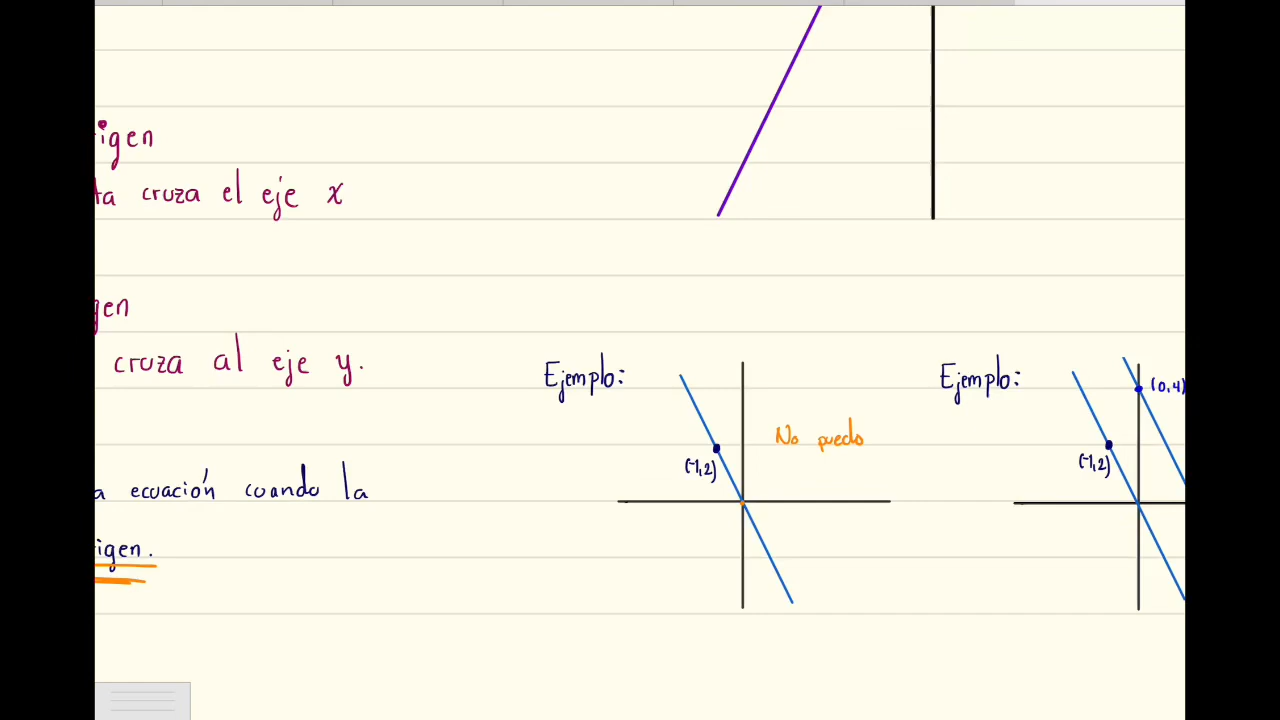 igen
ta cruza el eje x
gen
cruza al eje y.
a ecuación cuando la
igen.
Ejemplo:
No puedo
(-1,2)
Ejemplo:
(0,4)
(-1,2)